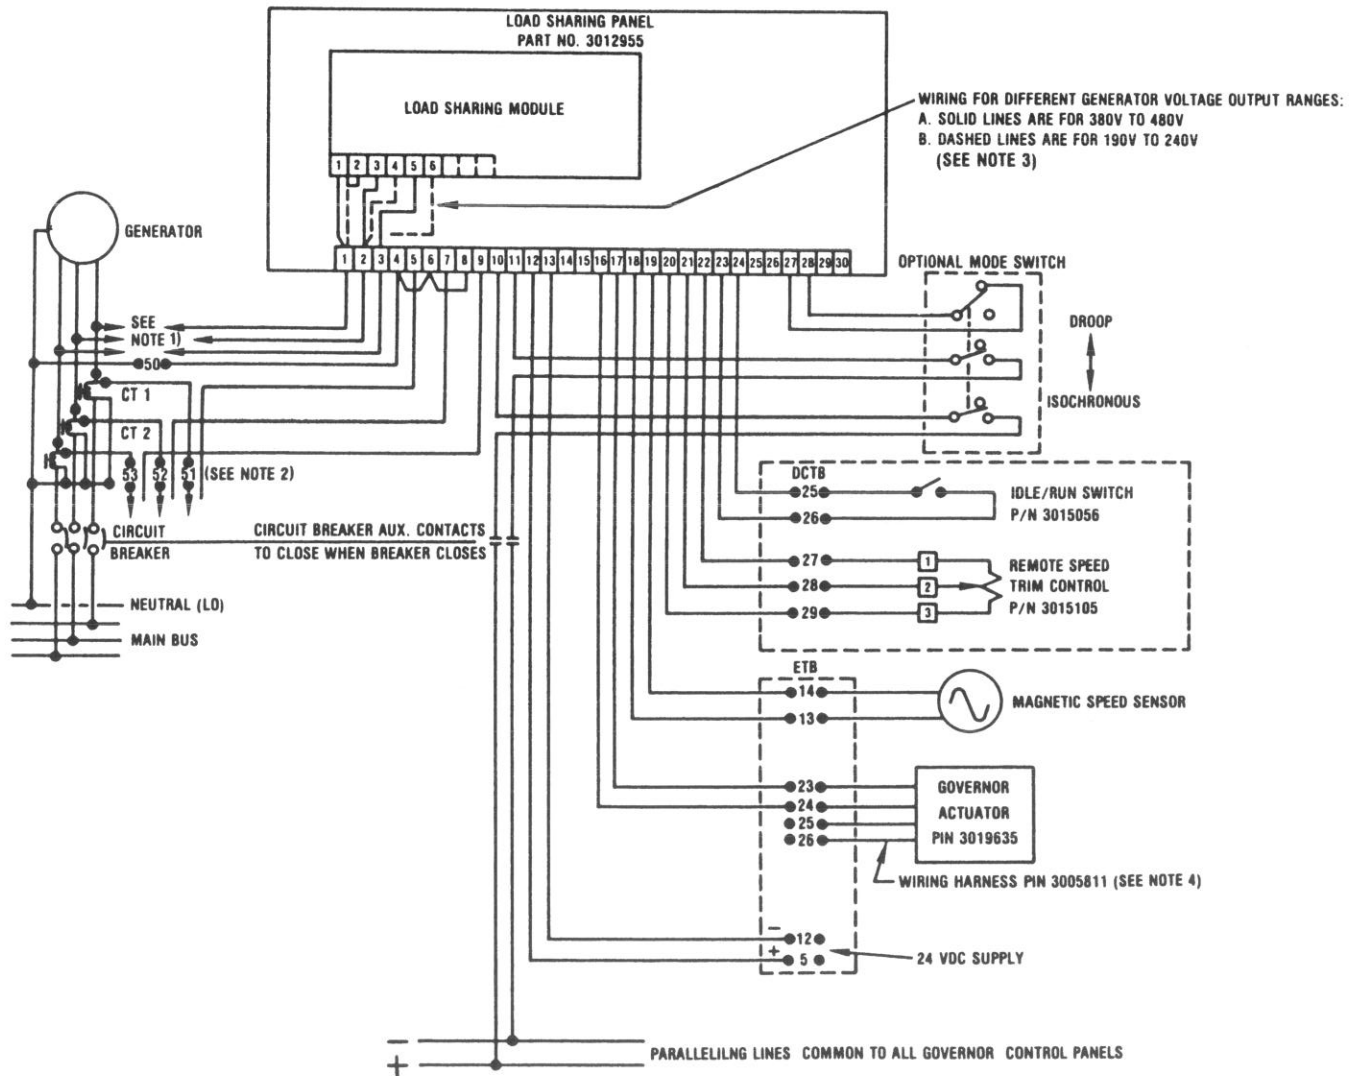 LOAD SHARING PANEL
PART NO. 3012955
LOAD SHARING MODULE
1 2 3 4 5 6
WIRING FOR DIFFERENT GENERATOR VOLTAGE OUTPUT RANGES:
A. SOLID LINES ARE FOR 380V TO 480V
B. DASHED LINES ARE FOR 190V TO 240V
(SEE NOTE 3)
GENERATOR
1 2 3 4 5 6 7 8 9 10 11 12 13 14 15 16 17 18 19 20 21 22 23 24 25 26 27 28 29 30
OPTIONAL MODE SWITCH
DROOP
ISOCHRONOUS
SEE
NOTE 1)
50
CT 1
CT 2
53 52 51 (SEE NOTE 2)
CIRCUIT
BREAKER
CIRCUIT BREAKER AUX. CONTACTS
TO CLOSE WHEN BREAKER CLOSES
NEUTRAL (LO)
MAIN BUS
DCTB
25
26
IDLE/RUN SWITCH
P/N 3015056
27 1
28 2
29 3
REMOTE SPEED
TRIM CONTROL
P/N 3015105
ETB
14
13
MAGNETIC SPEED SENSOR
23
24
25
26
GOVERNOR
ACTUATOR
PIN 3019635
WIRING HARNESS PIN 3005811 (SEE NOTE 4)
− 12
+ 5
24 VDC SUPPLY
−
+
PARALLELILNG LINES COMMON TO ALL GOVERNOR CONTROL PANELS